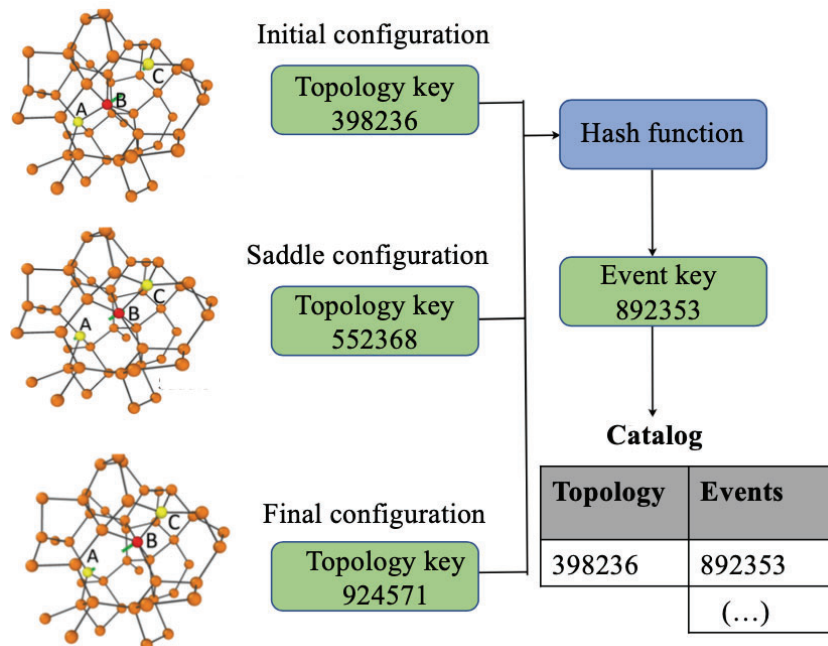 Initial configuration
Topology key
398236
A
B
C
Hash function
Saddle configuration
Topology key
552368
A
B
C
Event key
892353
Catalog
Topology Events
398236 892353
(...)
Final configuration
Topology key
924571
A
B
C